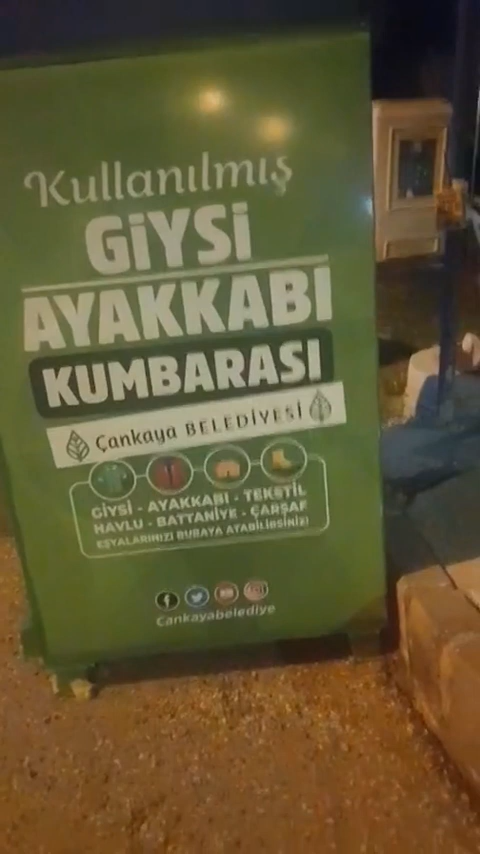 Kullanılmış
GİYSİ
AYAKKABI
KUMBARASI
Çankaya BELEDİYESİ
GİYSİ - AYAKKABI - TEKSTİL
HAVLU - BATTANİYE - ÇARŞAF
EŞYALARINIZI BURAYA ATABİLİRSİNİZ!
Cankayabelediye